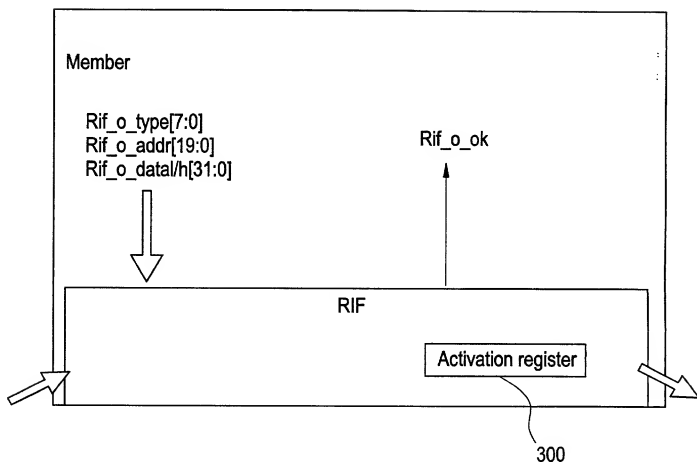 Member
Rif_o_type[7:0]
Rif_o_addr[19:0]
Rif_o_datal/h[31:0]
Rif_o_ok
RIF
Activation register
300